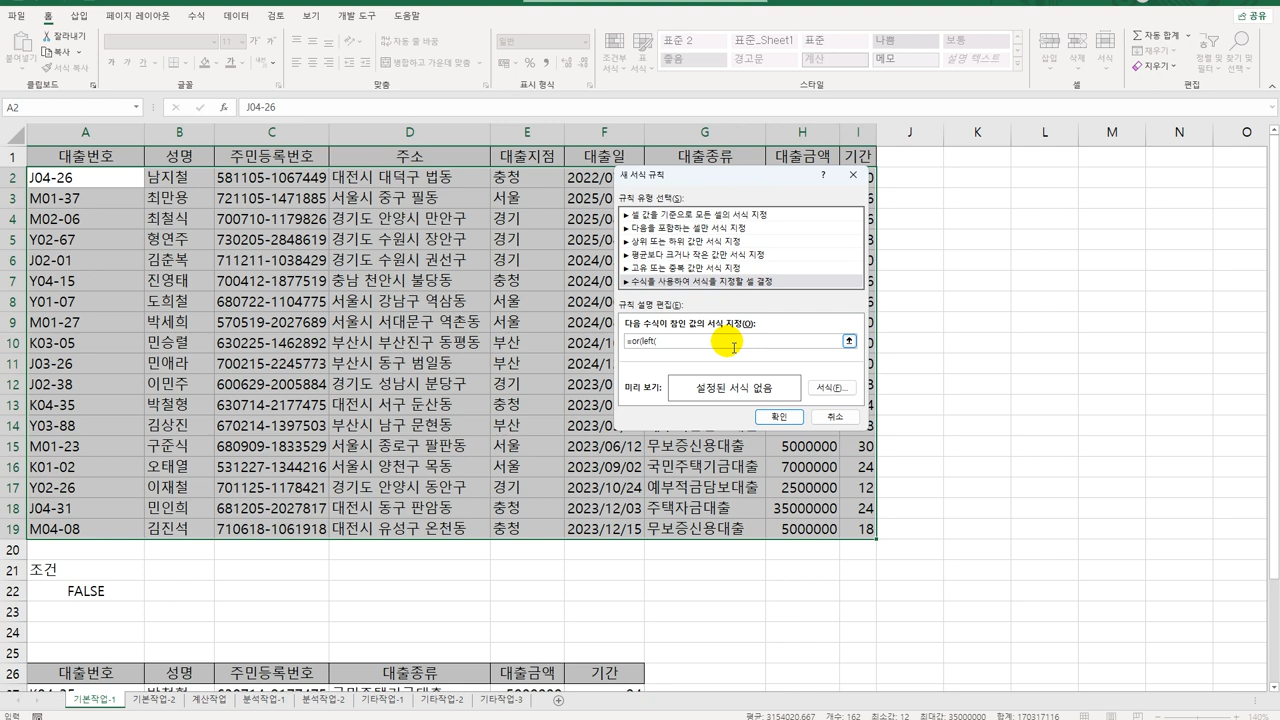 파일 홈 삽입 페이지 레이아웃 수식 데이터 검토 보기 개발 도구 도움말 공유
붙여넣기 잘라내기 복사 서식 복사 클립보드
11 가 가 가 가 가 글꼴
자동 줄 바꿈 병합하고 가운데 맞춤 맞춤
일반 % 표시 형식
조건부 서식 표 서식 표준 2 표준_Sheet1 표준 나쁨 보통
좋음 경고문 계산 메모 설명 텍스트 스타일
삽입 삭제 서식 셀
자동 합계 채우기 지우기 정렬 및 필터 찾기 및 선택 편집
A2 fx J04-26
A B C D E F G H I J K L M N O
1 대출번호 성명 주민등록번호 주소 대출지점 대출일 대출종류 대출금액 기간
2 J04-26 남지철 581105-1067449 대전시 대덕구 법동 충청 2022/0
3 M01-37 최만용 721105-1471885 서울시 중구 필동 서울 2025/
4 M02-06 최철식 700710-1179826 경기도 안양시 만안구 경기 2025/
5 Y02-67 형연주 730205-2848619 경기도 수원시 장안구 경기 2025/
6 J02-01 김춘복 711211-1038429 경기도 수원시 권선구 경기 2024/0
7 Y04-15 진영태 700412-1877519 충남 천안시 불당동 충청 2024/
8 Y01-07 도희철 680722-1104775 서울시 강남구 역삼동 서울 2024/
9 M01-27 박세희 570519-2027689 서울시 서대문구 역촌동 서울 2024/
10 K03-05 민승렬 630225-1462892 부산시 부산진구 동평동 부산 2024/1
11 J03-26 민애라 700215-2245773 부산시 동구 범일동 부산 2024/
12 J02-38 이민주 600629-2005884 경기도 성남시 분당구 경기 2023/0
13 K04-35 박철형 630714-2177475 대전시 서구 둔산동 충청 2023/
14 Y03-88 김상진 670214-1397503 부산시 남구 문현동 부산 2023/
15 M01-23 구준식 680909-1833529 서울시 종로구 팔판동 서울 2023/06/12 무보증신용대출 5000000 30
16 K01-02 오태열 531227-1344216 서울시 양천구 목동 서울 2023/09/02 국민주택기금대출 7000000 24
17 Y02-26 이재철 701125-1178421 경기도 안양시 동안구 경기 2023/10/24 예부적금담보대출 2500000 12
18 J04-31 민인희 681205-2027817 대전시 동구 판암동 충청 2023/12/03 주택자금대출 35000000 24
19 M04-08 김진석 710618-1061918 대전시 유성구 온천동 충청 2023/12/15 무보증신용대출 5000000 18
20
21 조건
22 FALSE
23
24
25
26 대출번호 성명 주민등록번호 대출종류 대출금액 기간
새 서식 규칙 ? ×
규칙 유형 선택(S):
► 셀 값을 기준으로 모든 셀의 서식 지정
► 다음을 포함하는 셀만 서식 지정
► 상위 또는 하위 값만 서식 지정
► 평균보다 크거나 작은 값만 서식 지정
► 고유 또는 중복 값만 서식 지정
► 수식을 사용하여 서식을 지정할 셀 결정
규칙 설명 편집(E):
다음 수식이 참인 값의 서식 지정(O):
=or(left(
미리 보기: 설정된 서식 없음 서식(F)...
확인 취소
기본작업-1 기본작업-2 계산작업 분석작업-1 분석작업-2 기타작업-1 기타작업-2 기타작업-3
입력 평균: 3154020.667 개수: 162 최소값: 12 최대값: 35000000 합계: 170317116 140%